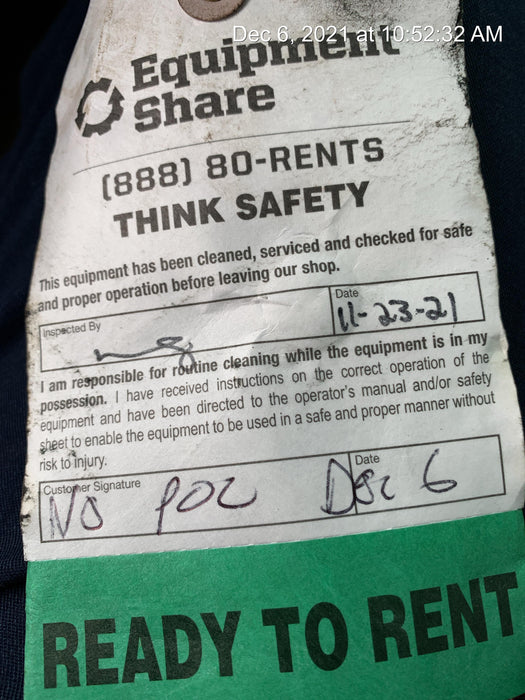 Dec 6, 2021 at 10:52:32 AM
Equipment
Share
(888) 80-RENTS
THINK SAFETY
This equipment has been cleaned, serviced and checked for safe
and proper operation before leaving our shop.
Inspected By
Date
11-23-21
I am responsible for routine cleaning while the equipment is in my
possession. I have received instructions on the correct operation of the
equipment and have been directed to the operator's manual and/or safety
sheet to enable the equipment to be used in a safe and proper manner without
risk to injury.
Customer Signature
No POC
Date
Dec 6
READY TO RENT